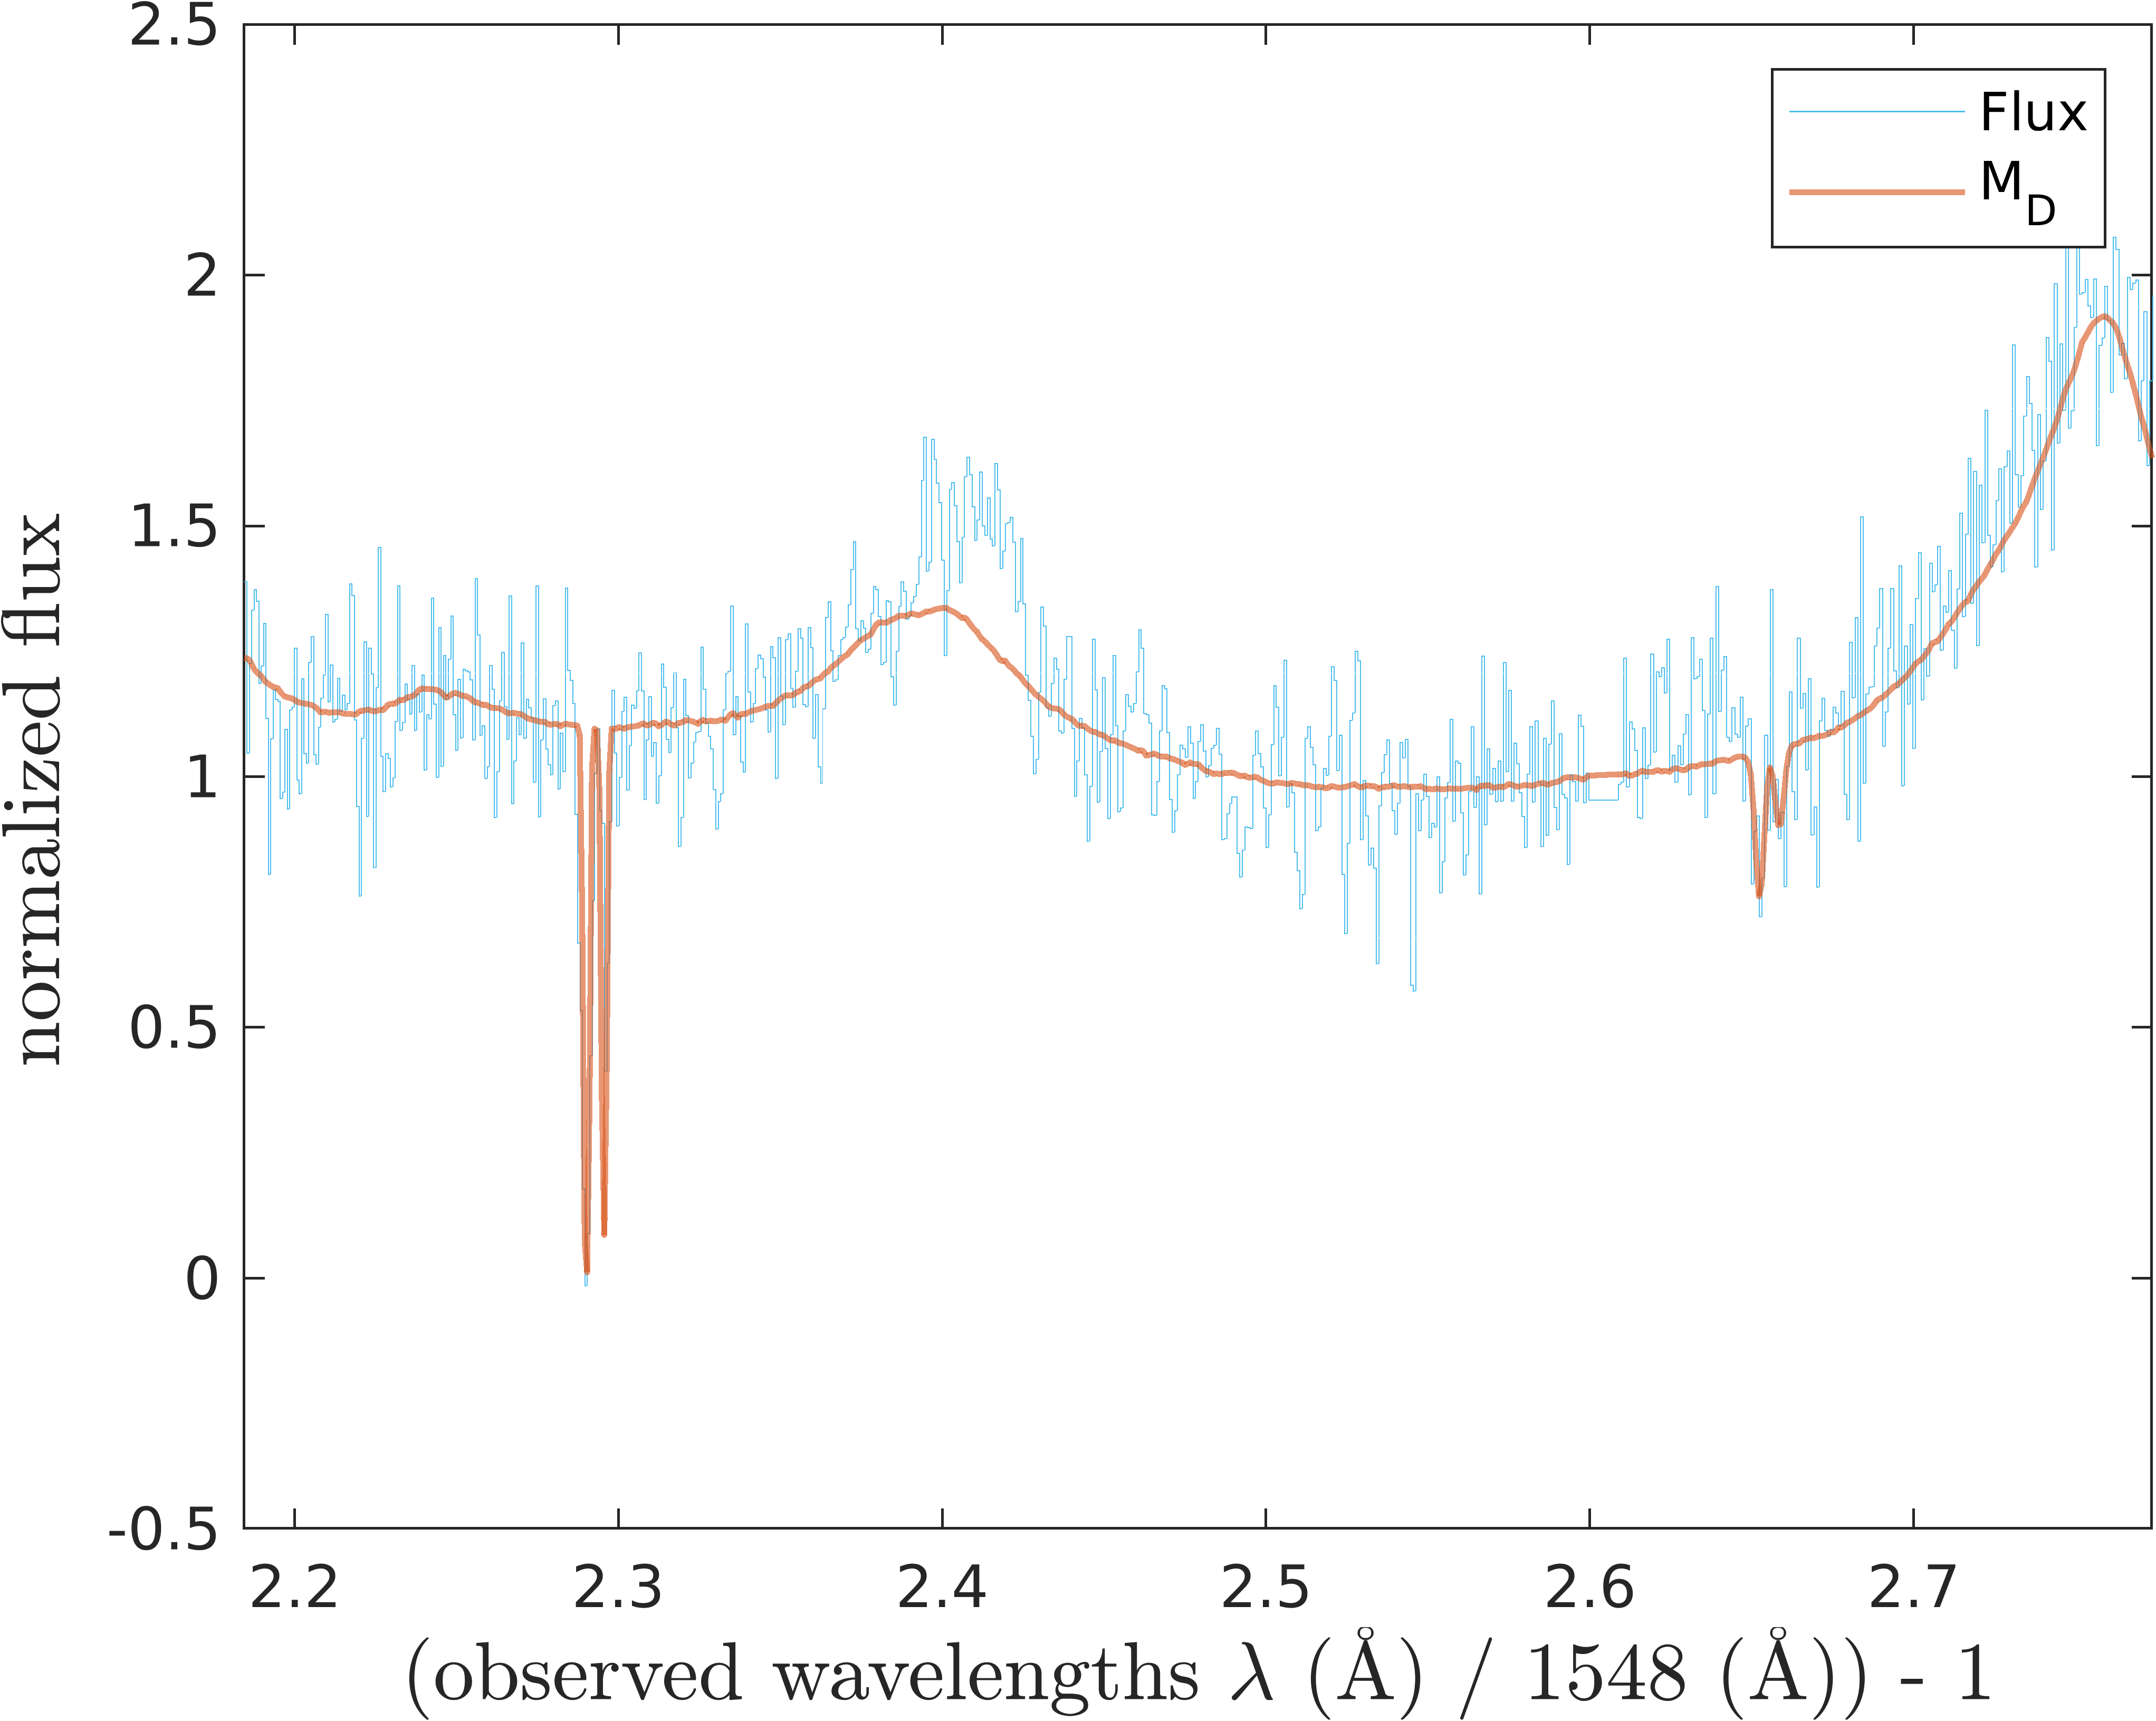 2.5
2
1.5
1
0.5
0
-0.5
normalized flux
Flux
M_D
2.2 2.3 2.4 2.5 2.6 2.7
(observed wavelengths λ (Å) / 1548 (Å)) - 1